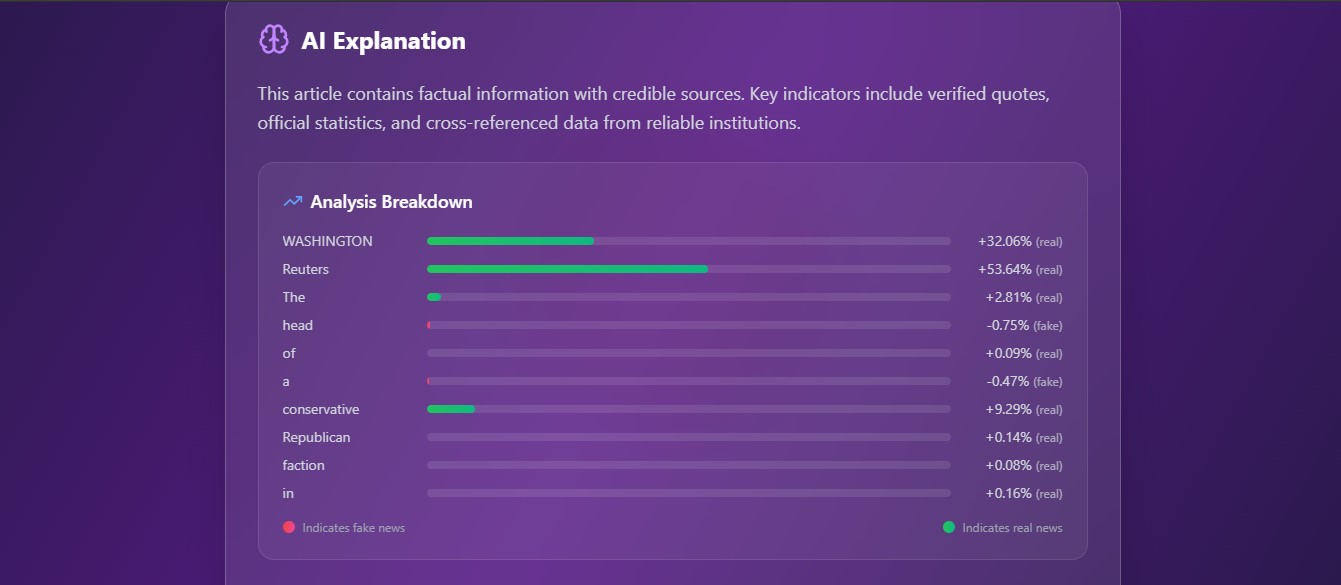 AI Explanation
This article contains factual information with credible sources. Key indicators include verified quotes,
official statistics, and cross-referenced data from reliable institutions.
Analysis Breakdown
WASHINGTON +32.06% (real)
Reuters +53.64% (real)
The +2.81% (real)
head -0.75% (fake)
of +0.09% (real)
a -0.47% (fake)
conservative +9.29% (real)
Republican +0.14% (real)
faction +0.08% (real)
in +0.16% (real)
Indicates fake news Indicates real news